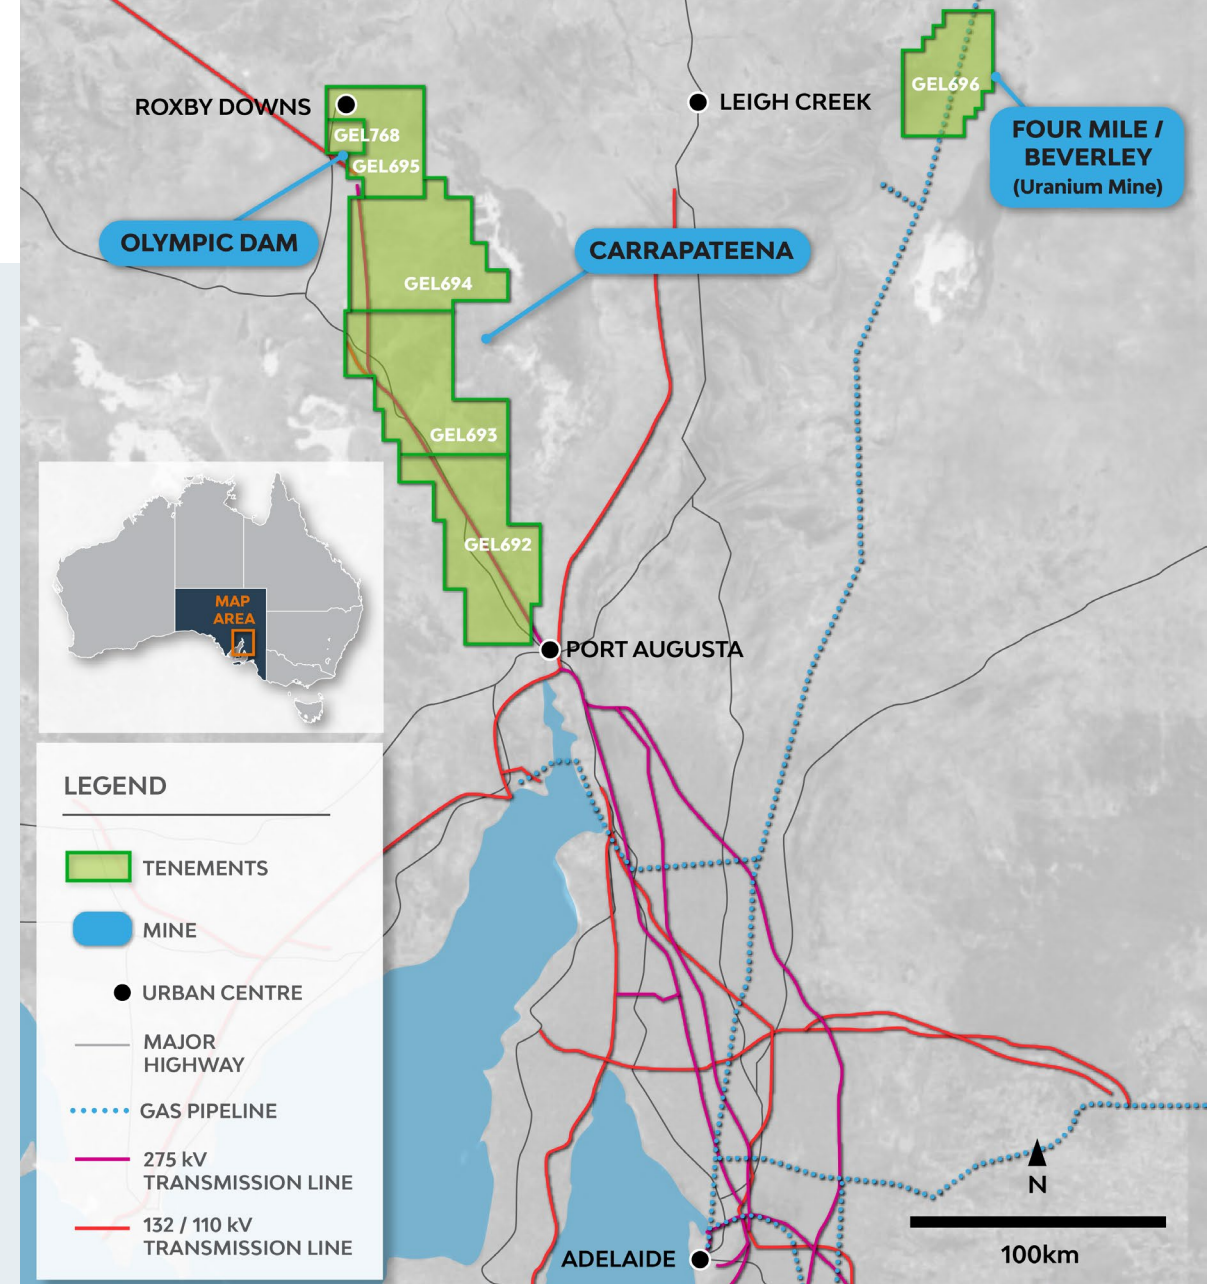 ROXBY DOWNS
LEIGH CREEK
GEL696
GEL768
GEL695
FOUR MILE /
BEVERLEY
(Uranium Mine)
OLYMPIC DAM
CARRAPATEENA
GEL694
GEL693
GEL692
MAP
AREA
PORT AUGUSTA
LEGEND
TENEMENTS
MINE
URBAN CENTRE
MAJOR
HIGHWAY
GAS PIPELINE
275 kV
TRANSMISSION LINE
132 / 110 kV
TRANSMISSION LINE
N
100km
ADELAIDE